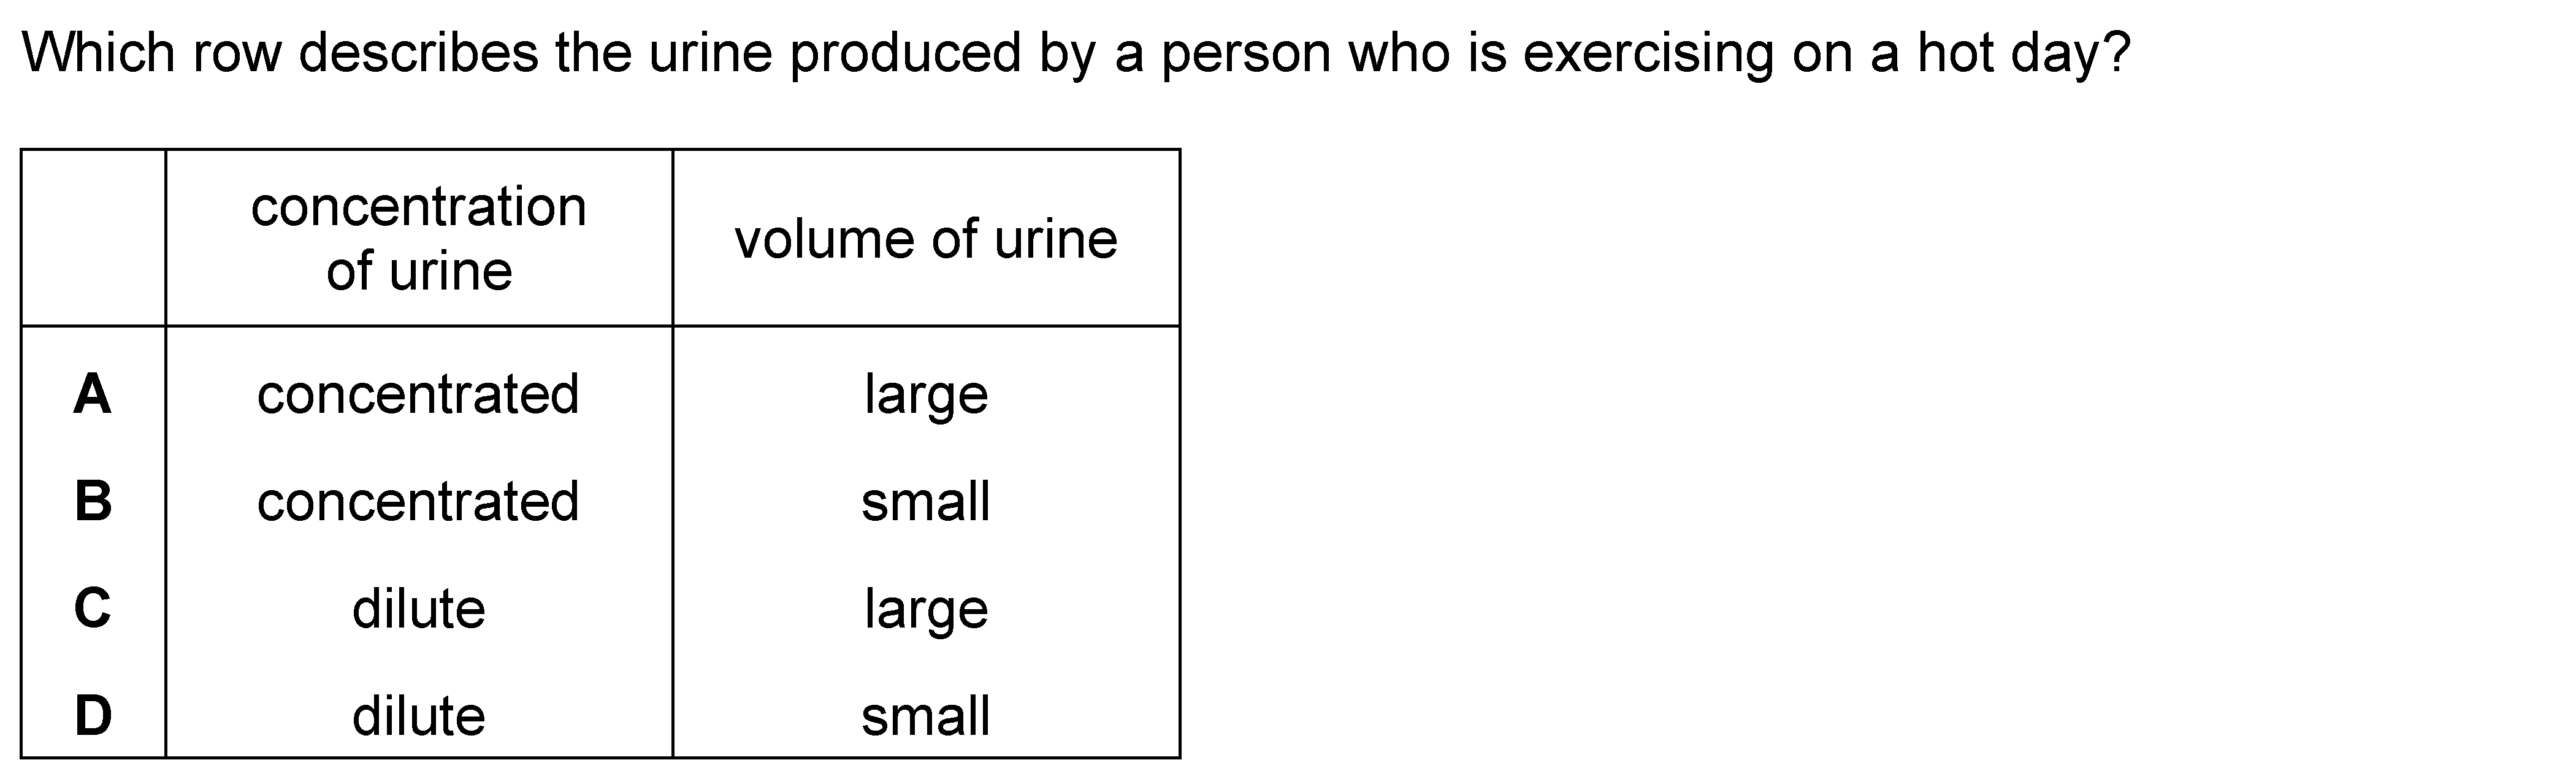 Which row describes the urine produced by a person who is exercising on a hot day?
concentration
of urine
volume of urine
A concentrated large
B concentrated small
C dilute large
D dilute small